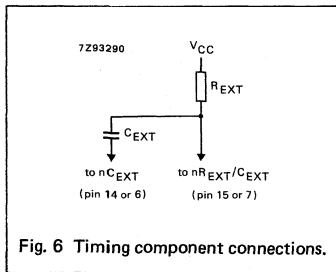 7Z93290
VCC
REXT
CEXT
to nCEXT
to nREXT/CEXT
(pin 14 or 6)
(pin 15 or 7)
Fig. 6 Timing component connections.